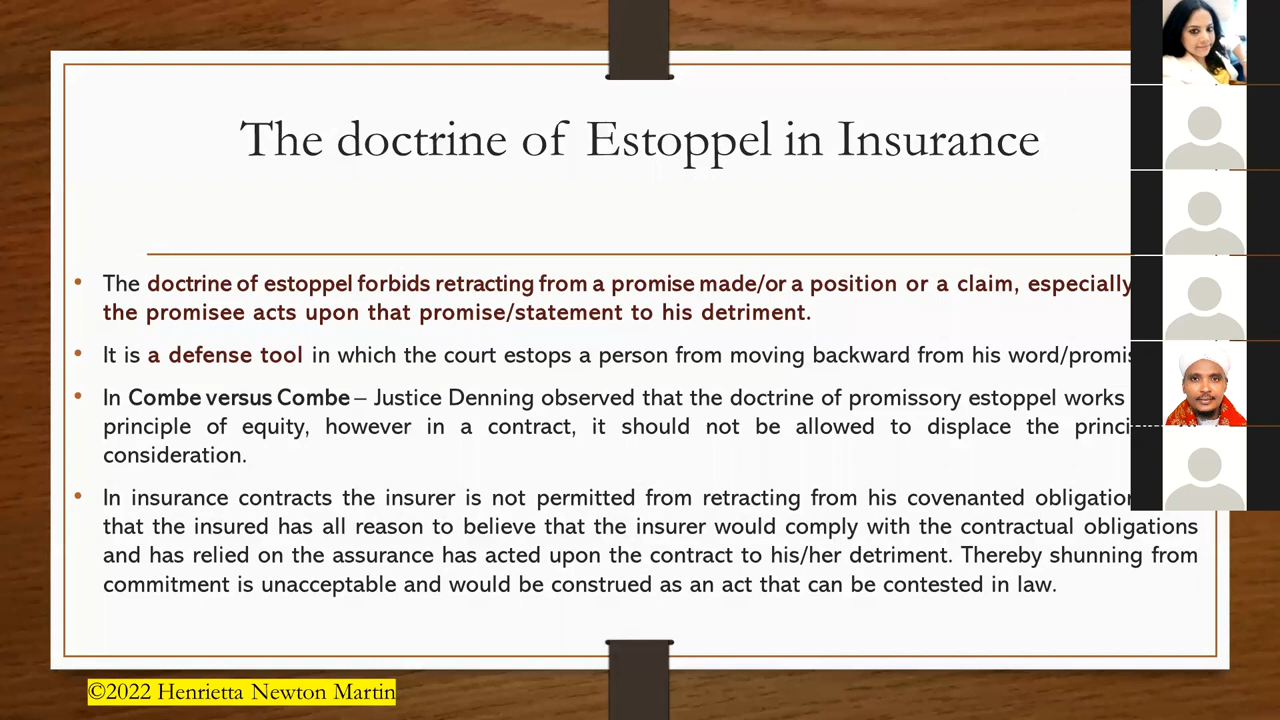 The doctrine of Estoppel in Insurance
• The doctrine of estoppel forbids retracting from a promise made/or a position or a claim, especially
the promisee acts upon that promise/statement to his detriment.
• It is a defense tool in which the court estops a person from moving backward from his
• In Combe versus Combe – Justice Denning observed that the doctrine of promissory estoppel works
principle of equity, however in a contract, it should not be allowed to displace the
consideration.
• In insurance contracts the insurer is not permitted from retracting from his covenanted
that the insured has all reason to believe that the insurer would comply with the contractual obligations
and has relied on the assurance has acted upon the contract to his/her detriment. Thereby shunning from
commitment is unacceptable and would be construed as an act that can be contested in law.
©2022 Henrietta Newton Martin